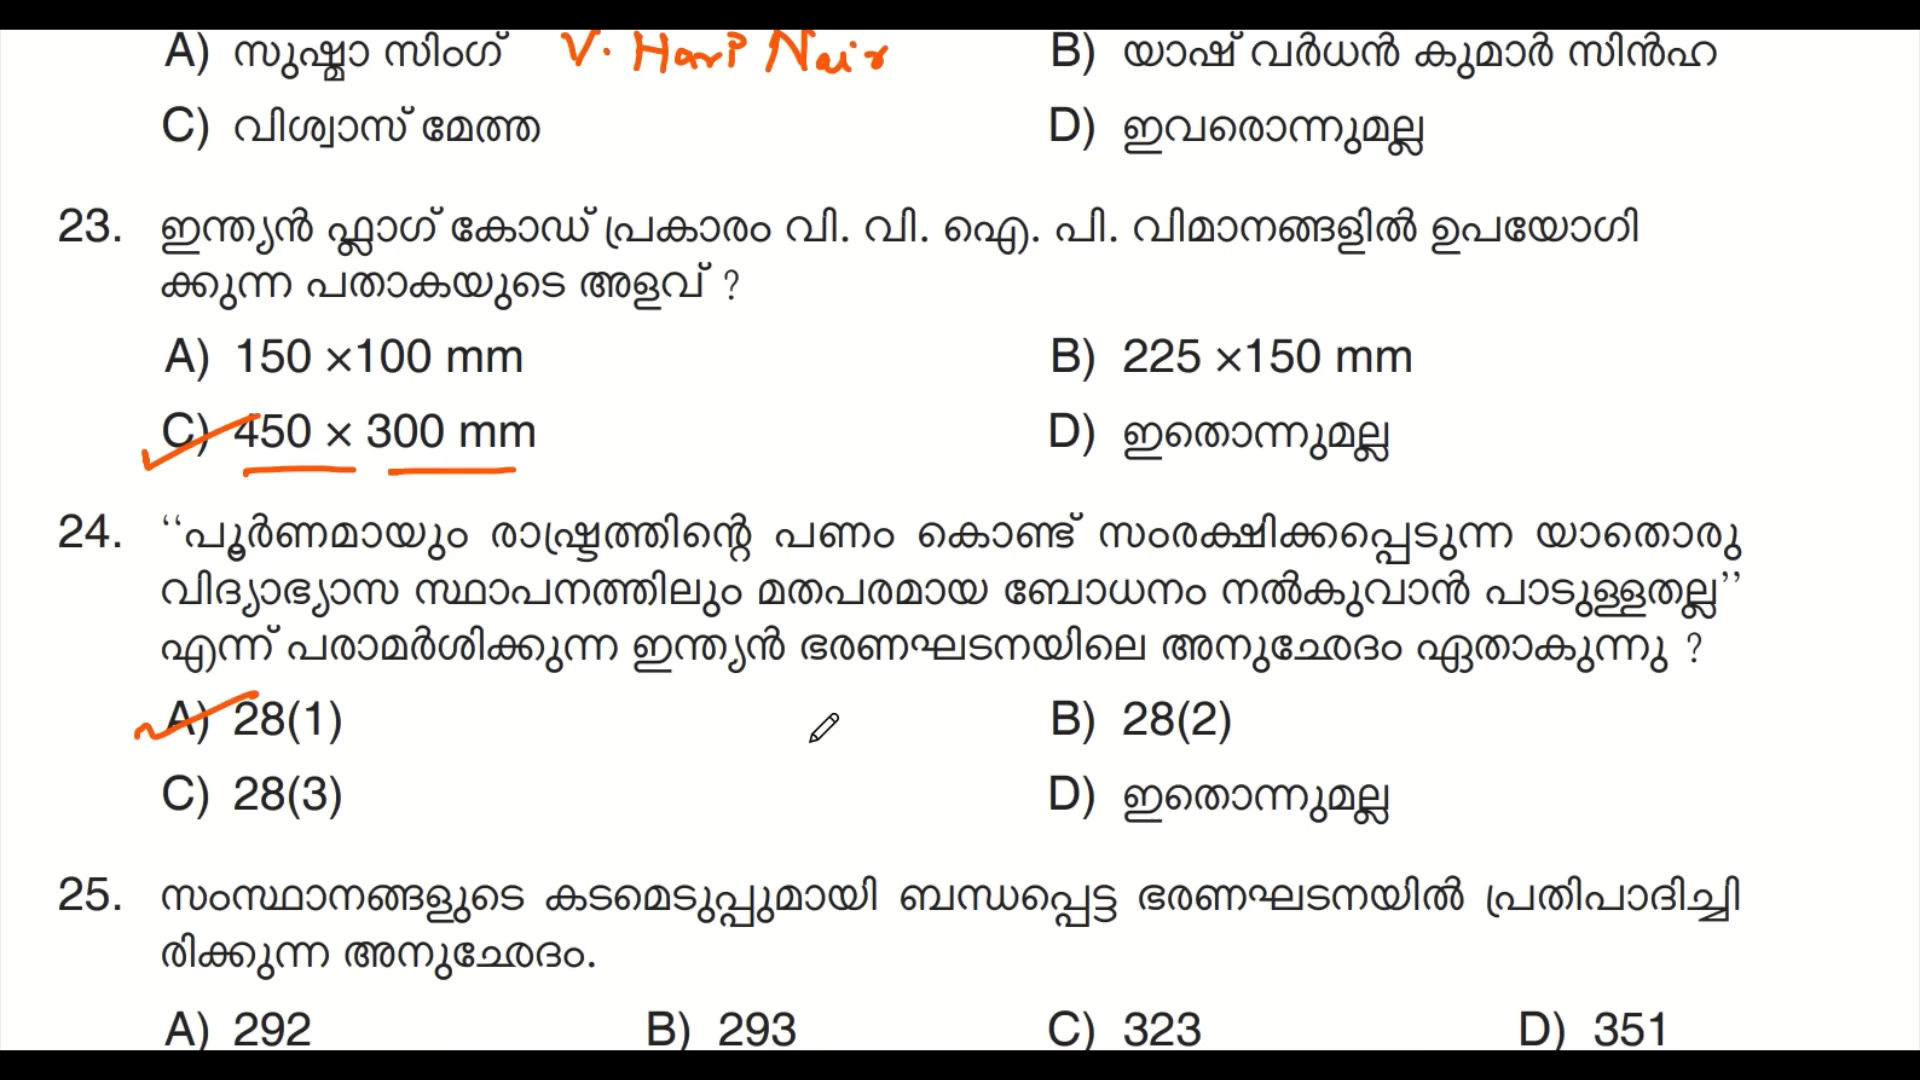 A) സുഷ്മാ സിംഗ് V. Hari Nair B) യാഷ് വർധൻ കുമാർ സിൻഹ
C) വിശ്വാസ് മേത്ത D) ഇവരൊന്നുമല്ല
23. ഇന്ത്യൻ ഫ്ലാഗ് കോഡ് പ്രകാരം വി. വി. ഐ. പി. വിമാനങ്ങളിൽ ഉപയോഗി
ക്കുന്ന പതാകയുടെ അളവ് ?
A) 150 ×100 mm B) 225 ×150 mm
C) 450 × 300 mm D) ഇതൊന്നുമല്ല
24. ‘‘പൂർണമായും രാഷ്ട്രത്തിന്റെ പണം കൊണ്ട് സംരക്ഷിക്കപ്പെടുന്ന യാതൊരു
വിദ്യാഭ്യാസ സ്ഥാപനത്തിലും മതപരമായ ബോധനം നൽകുവാൻ പാടുള്ളതല്ല’’
എന്ന് പരാമർശിക്കുന്ന ഇന്ത്യൻ ഭരണഘടനയിലെ അനുച്ഛേദം ഏതാകുന്നു ?
A) 28(1) B) 28(2)
C) 28(3) D) ഇതൊന്നുമല്ല
25. സംസ്ഥാനങ്ങളുടെ കടമെടുപ്പുമായി ബന്ധപ്പെട്ട ഭരണഘടനയിൽ പ്രതിപാദിച്ചി
രിക്കുന്ന അനുച്ഛേദം.
A) 292 B) 293 C) 323 D) 351